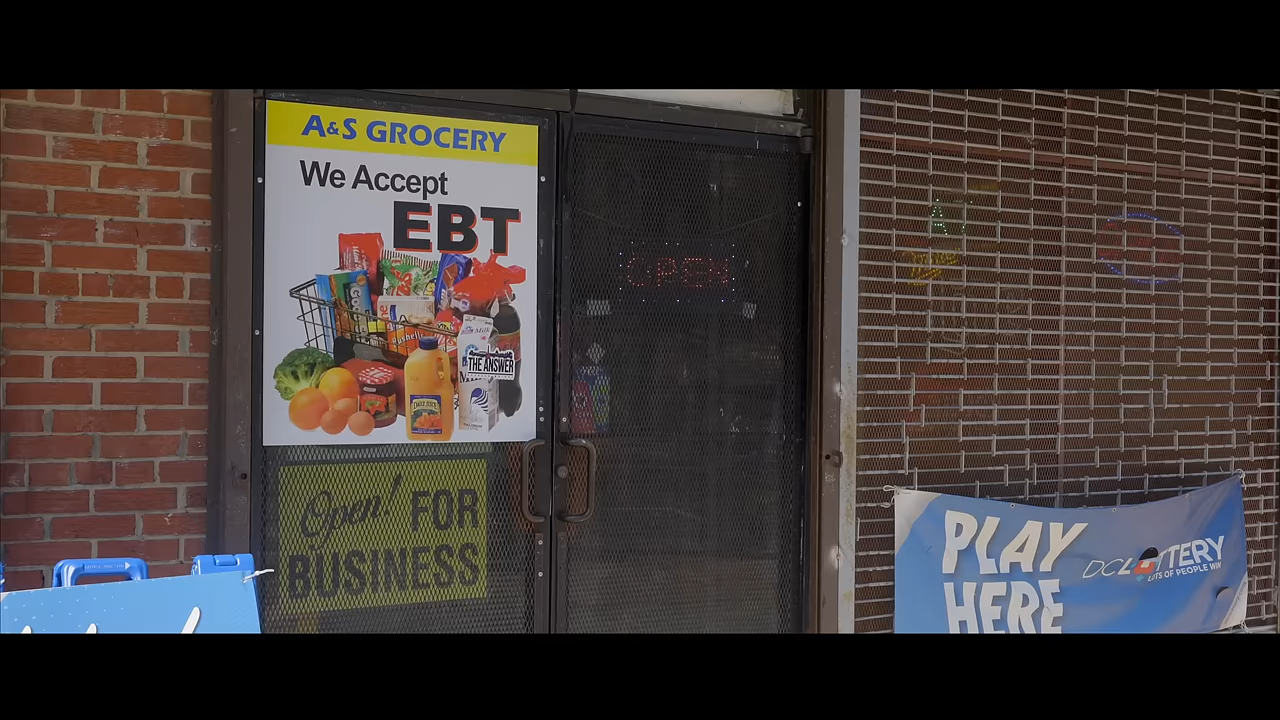 A&S GROCERY
We Accept
EBT
THE ANSWER
OPEN
Open! FOR
BUSINESS
PLAY
HERE
DC LOTTERY
LOTS OF PEOPLE WIN